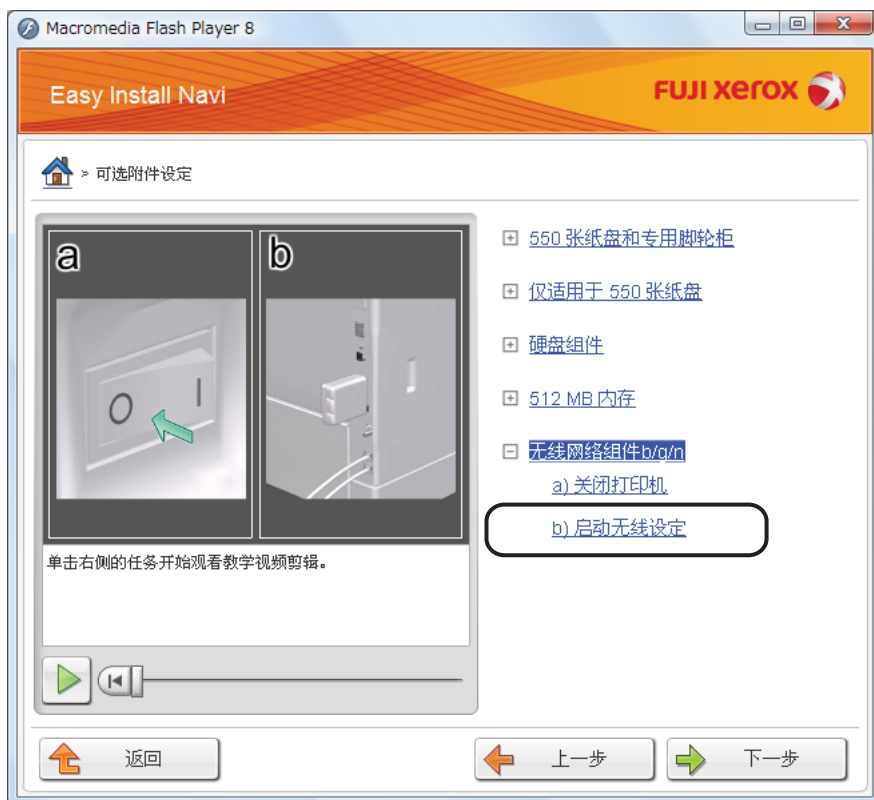 Macromedia Flash Player 8
Easy Install Navi
FUJI xerox
> 可选附件设定
a
b
O
I
单击右侧的任务开始观看教学视频剪辑。
550 张纸盘和专用脚轮柜
仅适用于 550 张纸盘
硬盘组件
512 MB 内存
无线网络组件b/g/n
a) 关闭打印机
b) 启动无线设定
返回
上一步
下一步